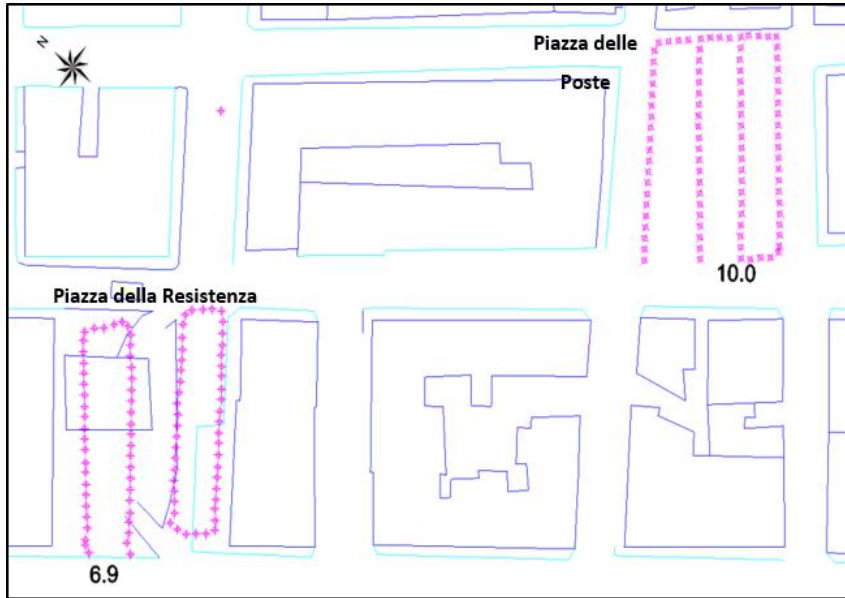 Piazza delle
Poste
N
10.0
Piazza della Resistenza
6.9